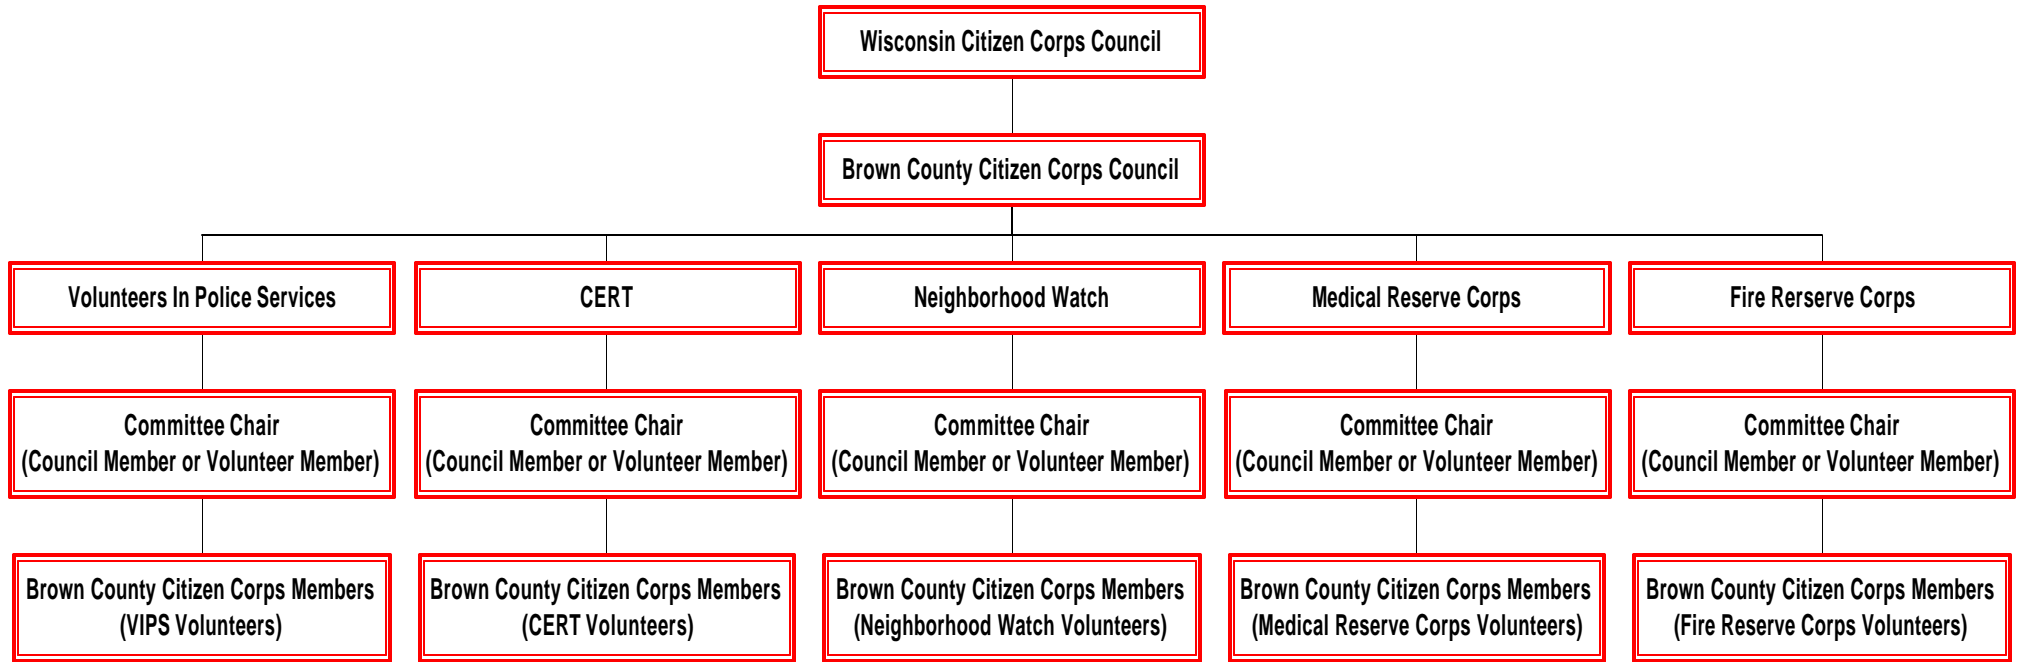 Wisconsin Citizen Corps Council
Brown County Citizen Corps Council
Volunteers In Police Services
CERT
Neighborhood Watch
Medical Reserve Corps
Fire Rerserve Corps
Committee Chair
(Council Member or Volunteer Member)
Committee Chair
(Council Member or Volunteer Member)
Committee Chair
(Council Member or Volunteer Member)
Committee Chair
(Council Member or Volunteer Member)
Committee Chair
(Council Member or Volunteer Member)
Brown County Citizen Corps Members
(VIPS Volunteers)
Brown County Citizen Corps Members
(CERT Volunteers)
Brown County Citizen Corps Members
(Neighborhood Watch Volunteers)
Brown County Citizen Corps Members
(Medical Reserve Corps Volunteers)
Brown County Citizen Corps Members
(Fire Reserve Corps Volunteers)